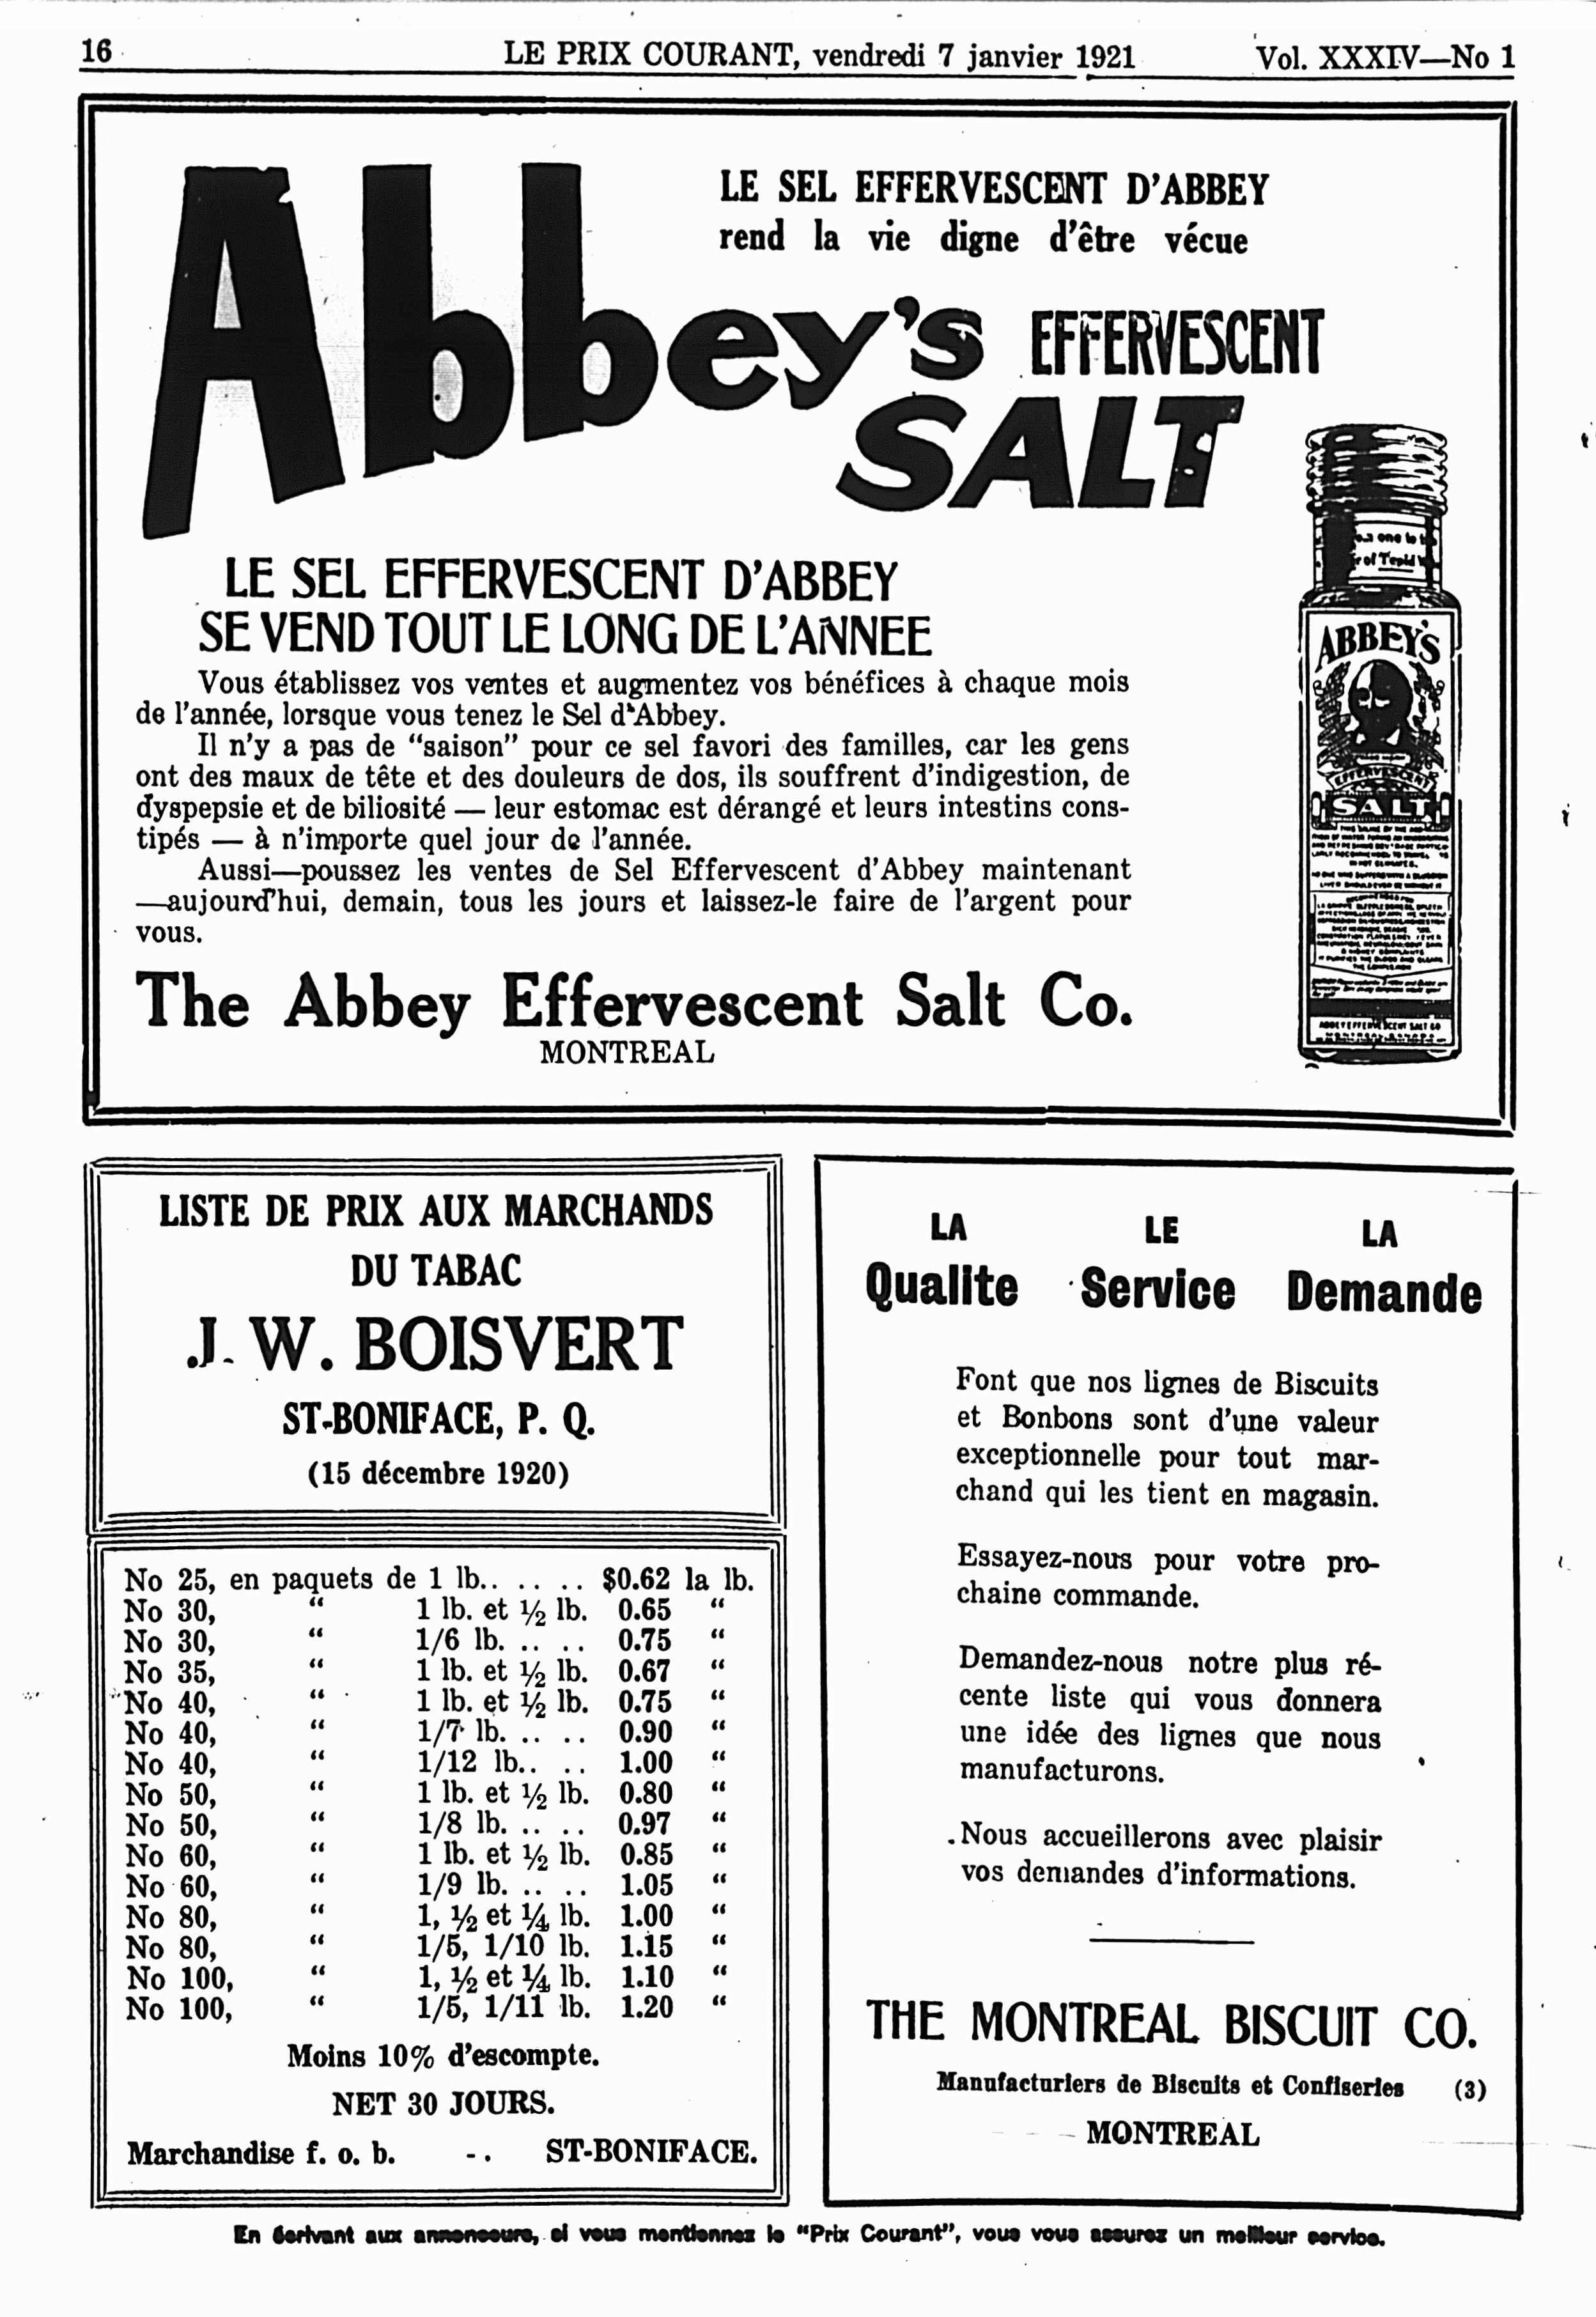 16 LE PRIX COURANT, vendredi 7 janvier 1921 Vol. XXXIV—No 1
LE SEL EFFERVESCENT D'ABBEY
rend la vie digne d'être vécue
Abbey's EFFERVESCENT
SALT
LE SEL EFFERVESCENT D'ABBEY
SE VEND TOUT LE LONG DE L'ANNEE
Vous établissez vos ventes et augmentez vos bénéfices à chaque mois
de l'année, lorsque vous tenez le Sel d'Abbey.
Il n'y a pas de "saison" pour ce sel favori des familles, car les gens
ont des maux de tête et des douleurs de dos, ils souffrent d'indigestion, de
dyspepsie et de biliosité — leur estomac est dérangé et leurs intestins cons-
tipés — à n'importe quel jour de l'année.
Aussi—poussez les ventes de Sel Effervescent d'Abbey maintenant
—aujourd'hui, demain, tous les jours et laissez-le faire de l'argent pour
vous.
The Abbey Effervescent Salt Co.
MONTREAL
one to
of Tepid
ABBEY'S
EFFERVESCENT
SALT
ABBEY EFFERVESCENT SALT CO
LISTE DE PRIX AUX MARCHANDS
DU TABAC
J. W. BOISVERT
ST-BONIFACE, P. Q.
(15 décembre 1920)
No 25, en paquets de 1 lb.. .. .. $0.62 la lb.
No 30, " 1 lb. et ½ lb. 0.65 "
No 30, " 1/6 lb. .. .. 0.75 "
No 35, " 1 lb. et ½ lb. 0.67 "
No 40, " 1 lb. et ½ lb. 0.75 "
No 40, " 1/7 lb. .. .. 0.90 "
No 40, " 1/12 lb.. .. 1.00 "
No 50, " 1 lb. et ½ lb. 0.80 "
No 50, " 1/8 lb. .. .. 0.97 "
No 60, " 1 lb. et ½ lb. 0.85 "
No 60, " 1/9 lb. .. .. 1.05 "
No 80, " 1, ½ et ¼ lb. 1.00 "
No 80, " 1/5, 1/10 lb. 1.15 "
No 100, " 1, ½ et ¼ lb. 1.10 "
No 100, " 1/5, 1/11 lb. 1.20 "
Moins 10% d'escompte.
NET 30 JOURS.
Marchandise f. o. b. - . ST-BONIFACE.
LA LE LA
Qualite Service Demande
Font que nos lignes de Biscuits
et Bonbons sont d'une valeur
exceptionnelle pour tout mar-
chand qui les tient en magasin.
Essayez-nous pour votre pro-
chaine commande.
Demandez-nous notre plus ré-
cente liste qui vous donnera
une idée des lignes que nous
manufacturons.
Nous accueillerons avec plaisir
vos demandes d'informations.
THE MONTREAL BISCUIT CO.
Manufacturiers de Biscuits et Confiseries (3)
MONTREAL
En écrivant aux annonceurs, si vous mentionnez le "Prix Courant", vous vous assurez un meilleur service.